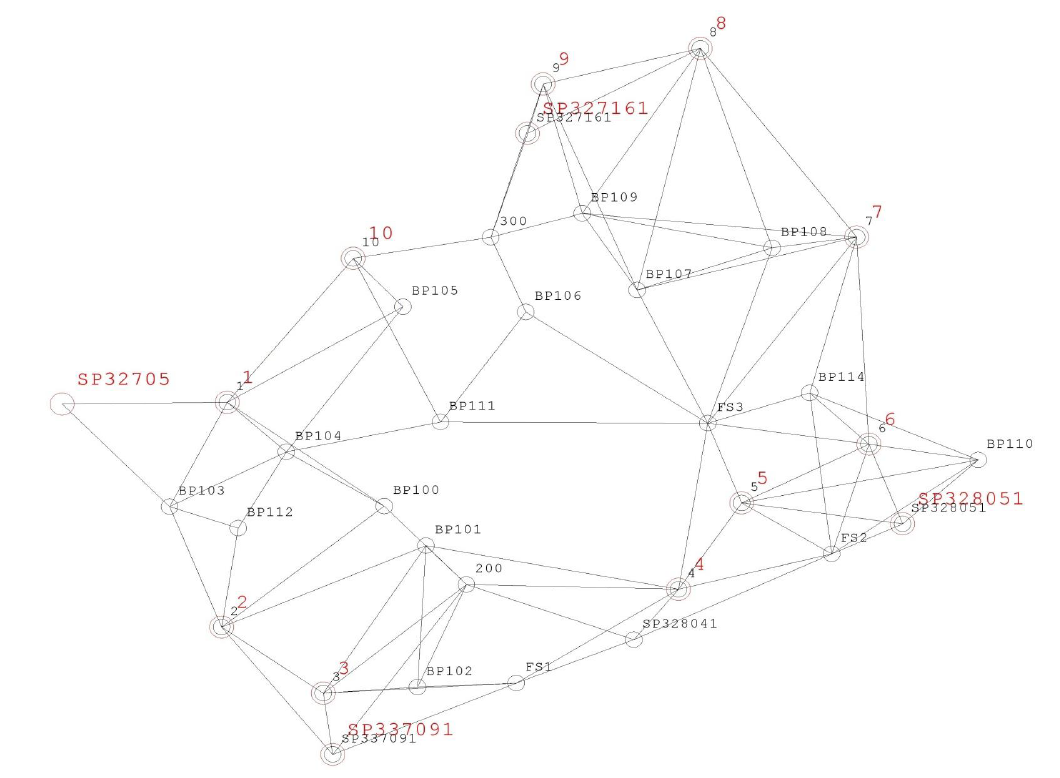 8
8
9
9
SP327161
SP327161
BP109
7
7
300
BP108
10
10
BP107
BP105
BP106
SP32705
1
1
BP114
BP111
FS3
6
6
BP104
BP110
5
5
BP103
BP100
SP328051
SP328051
BP112
BP101
FS2
200
4
4
2
2
SP328041
3
3
BP102
FS1
SP337091
SP337091